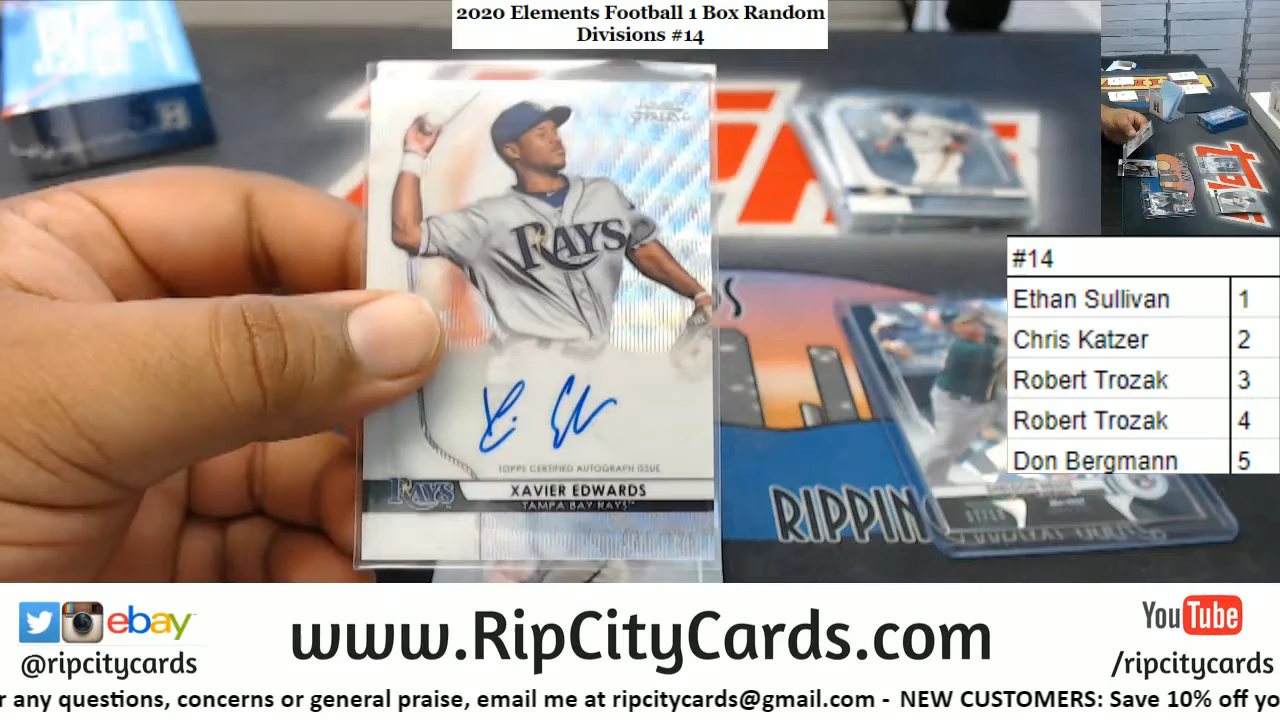 2020 Elements Football 1 Box Random
Divisions #14
RAYS
TOPPS CERTIFIED AUTOGRAPH ISSUE
RAYS
XAVIER EDWARDS
TAMPA BAY RAYS™
RIPPIN
#14
Ethan Sullivan 1
Chris Katzer 2
Robert Trozak 3
Robert Trozak 4
Don Bergmann 5
ebay™
@ripcitycards
www.RipCityCards.com
YouTube
/ripcitycards
r any questions, concerns or general praise, email me at ripcitycards@gmail.com - NEW CUSTOMERS: Save 10% off yo